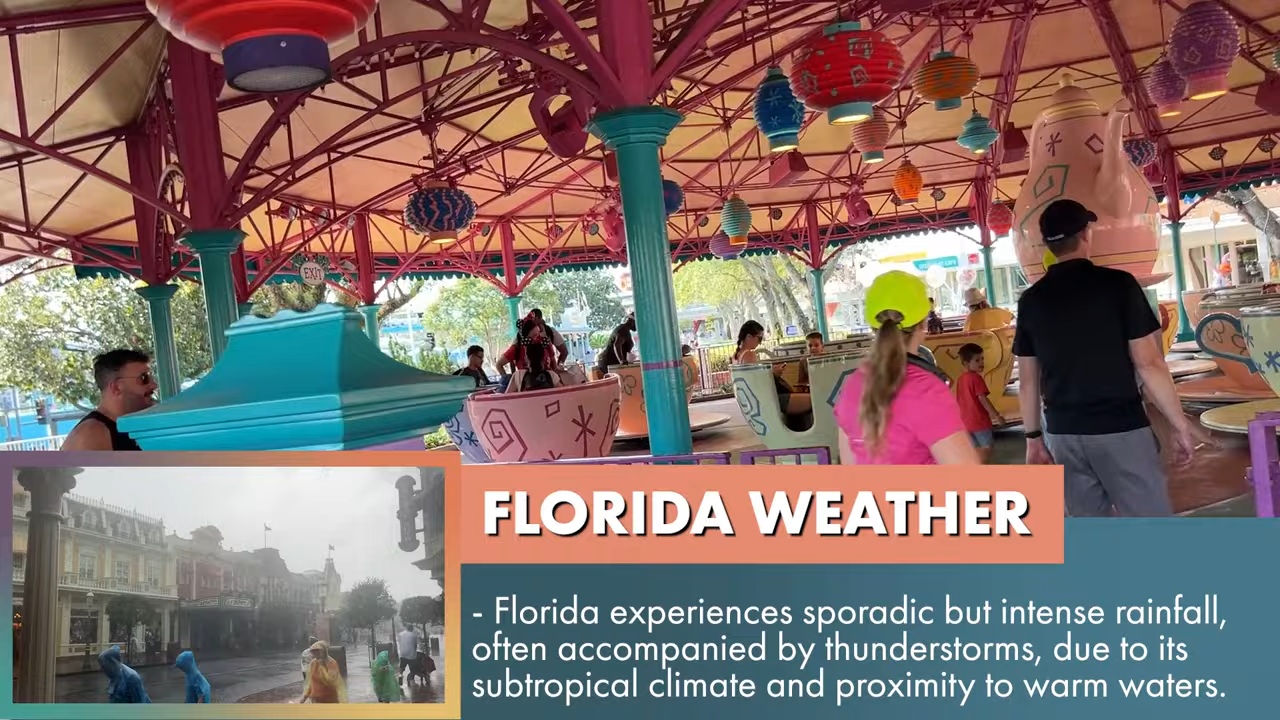 EXIT
FLORIDA WEATHER
- Florida experiences sporadic but intense rainfall,
often accompanied by thunderstorms, due to its
subtropical climate and proximity to warm waters.